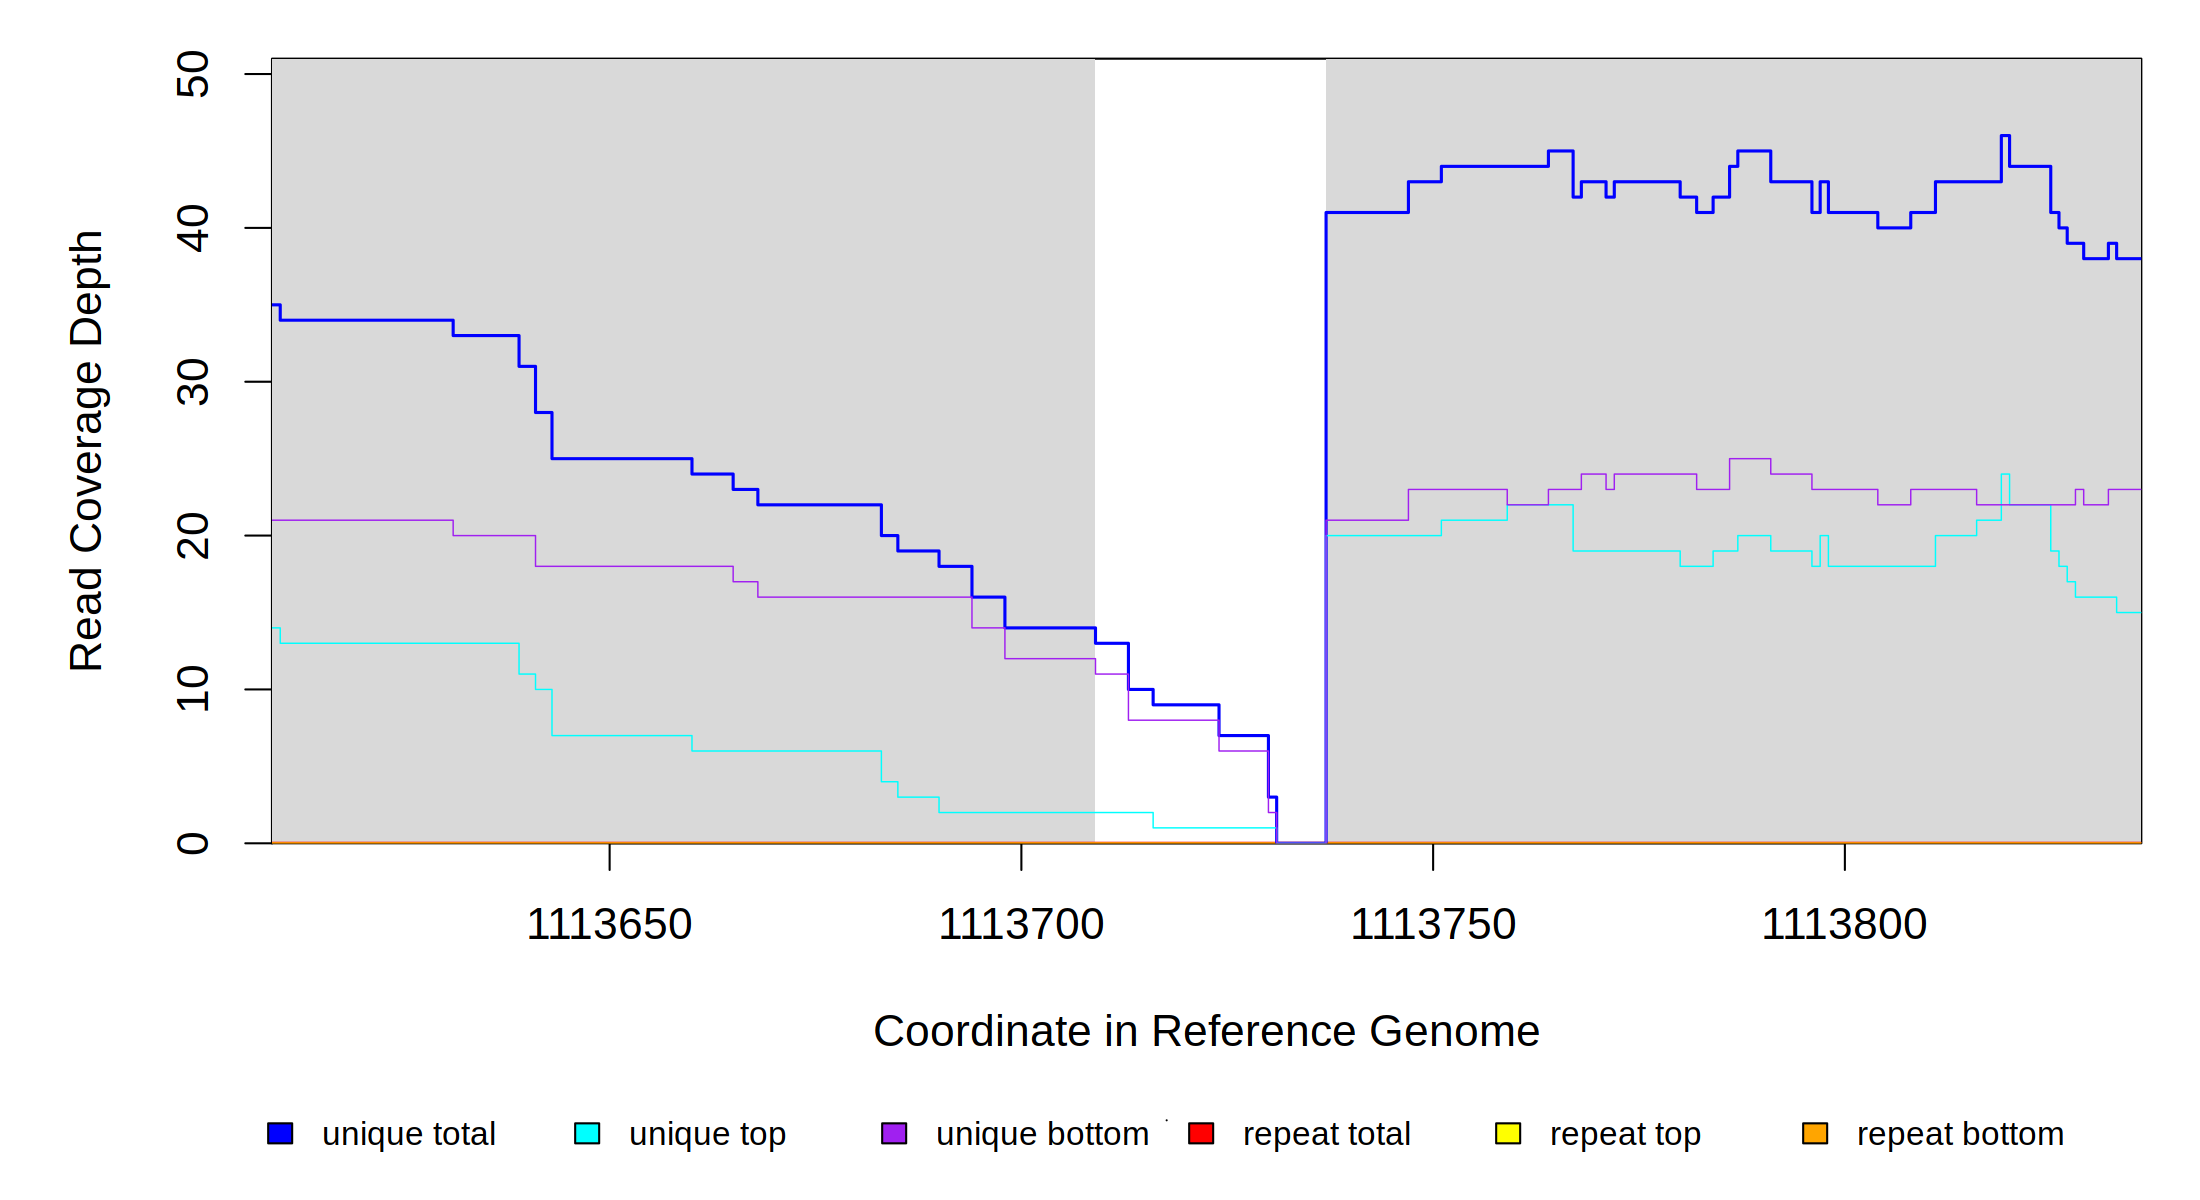 50
40
30
20
10
0
Read Coverage Depth
1113650 1113700 1113750 1113800
Coordinate in Reference Genome
unique total unique top unique bottom repeat total repeat top repeat bottom